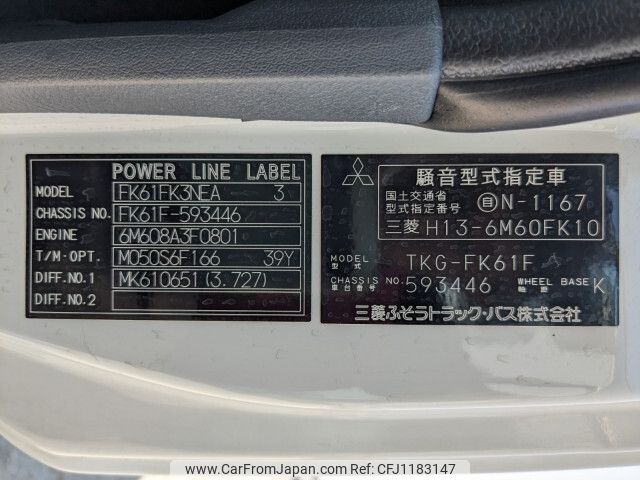 POWER LINE LABEL
MODEL FK61FK3NEA 3
CHASSIS NO. FK61F-593446
ENGINE 6M608A3F0801
T/M·OPT. M050S6F166 39Y
DIFF.NO.1 MK610651 (3.727)
DIFF.NO.2
騒音型式指定車
国土交通省
型式指定番号 自N-1167
三菱 H13-6M60FK10
MODEL
型式 TKG-FK61F
CHASSIS NO.
車台番号 593446 WHEEL BASE
軸距 K
三菱ふそうトラック・バス株式会社
www.CarFromJapan.com - CFJ1183147